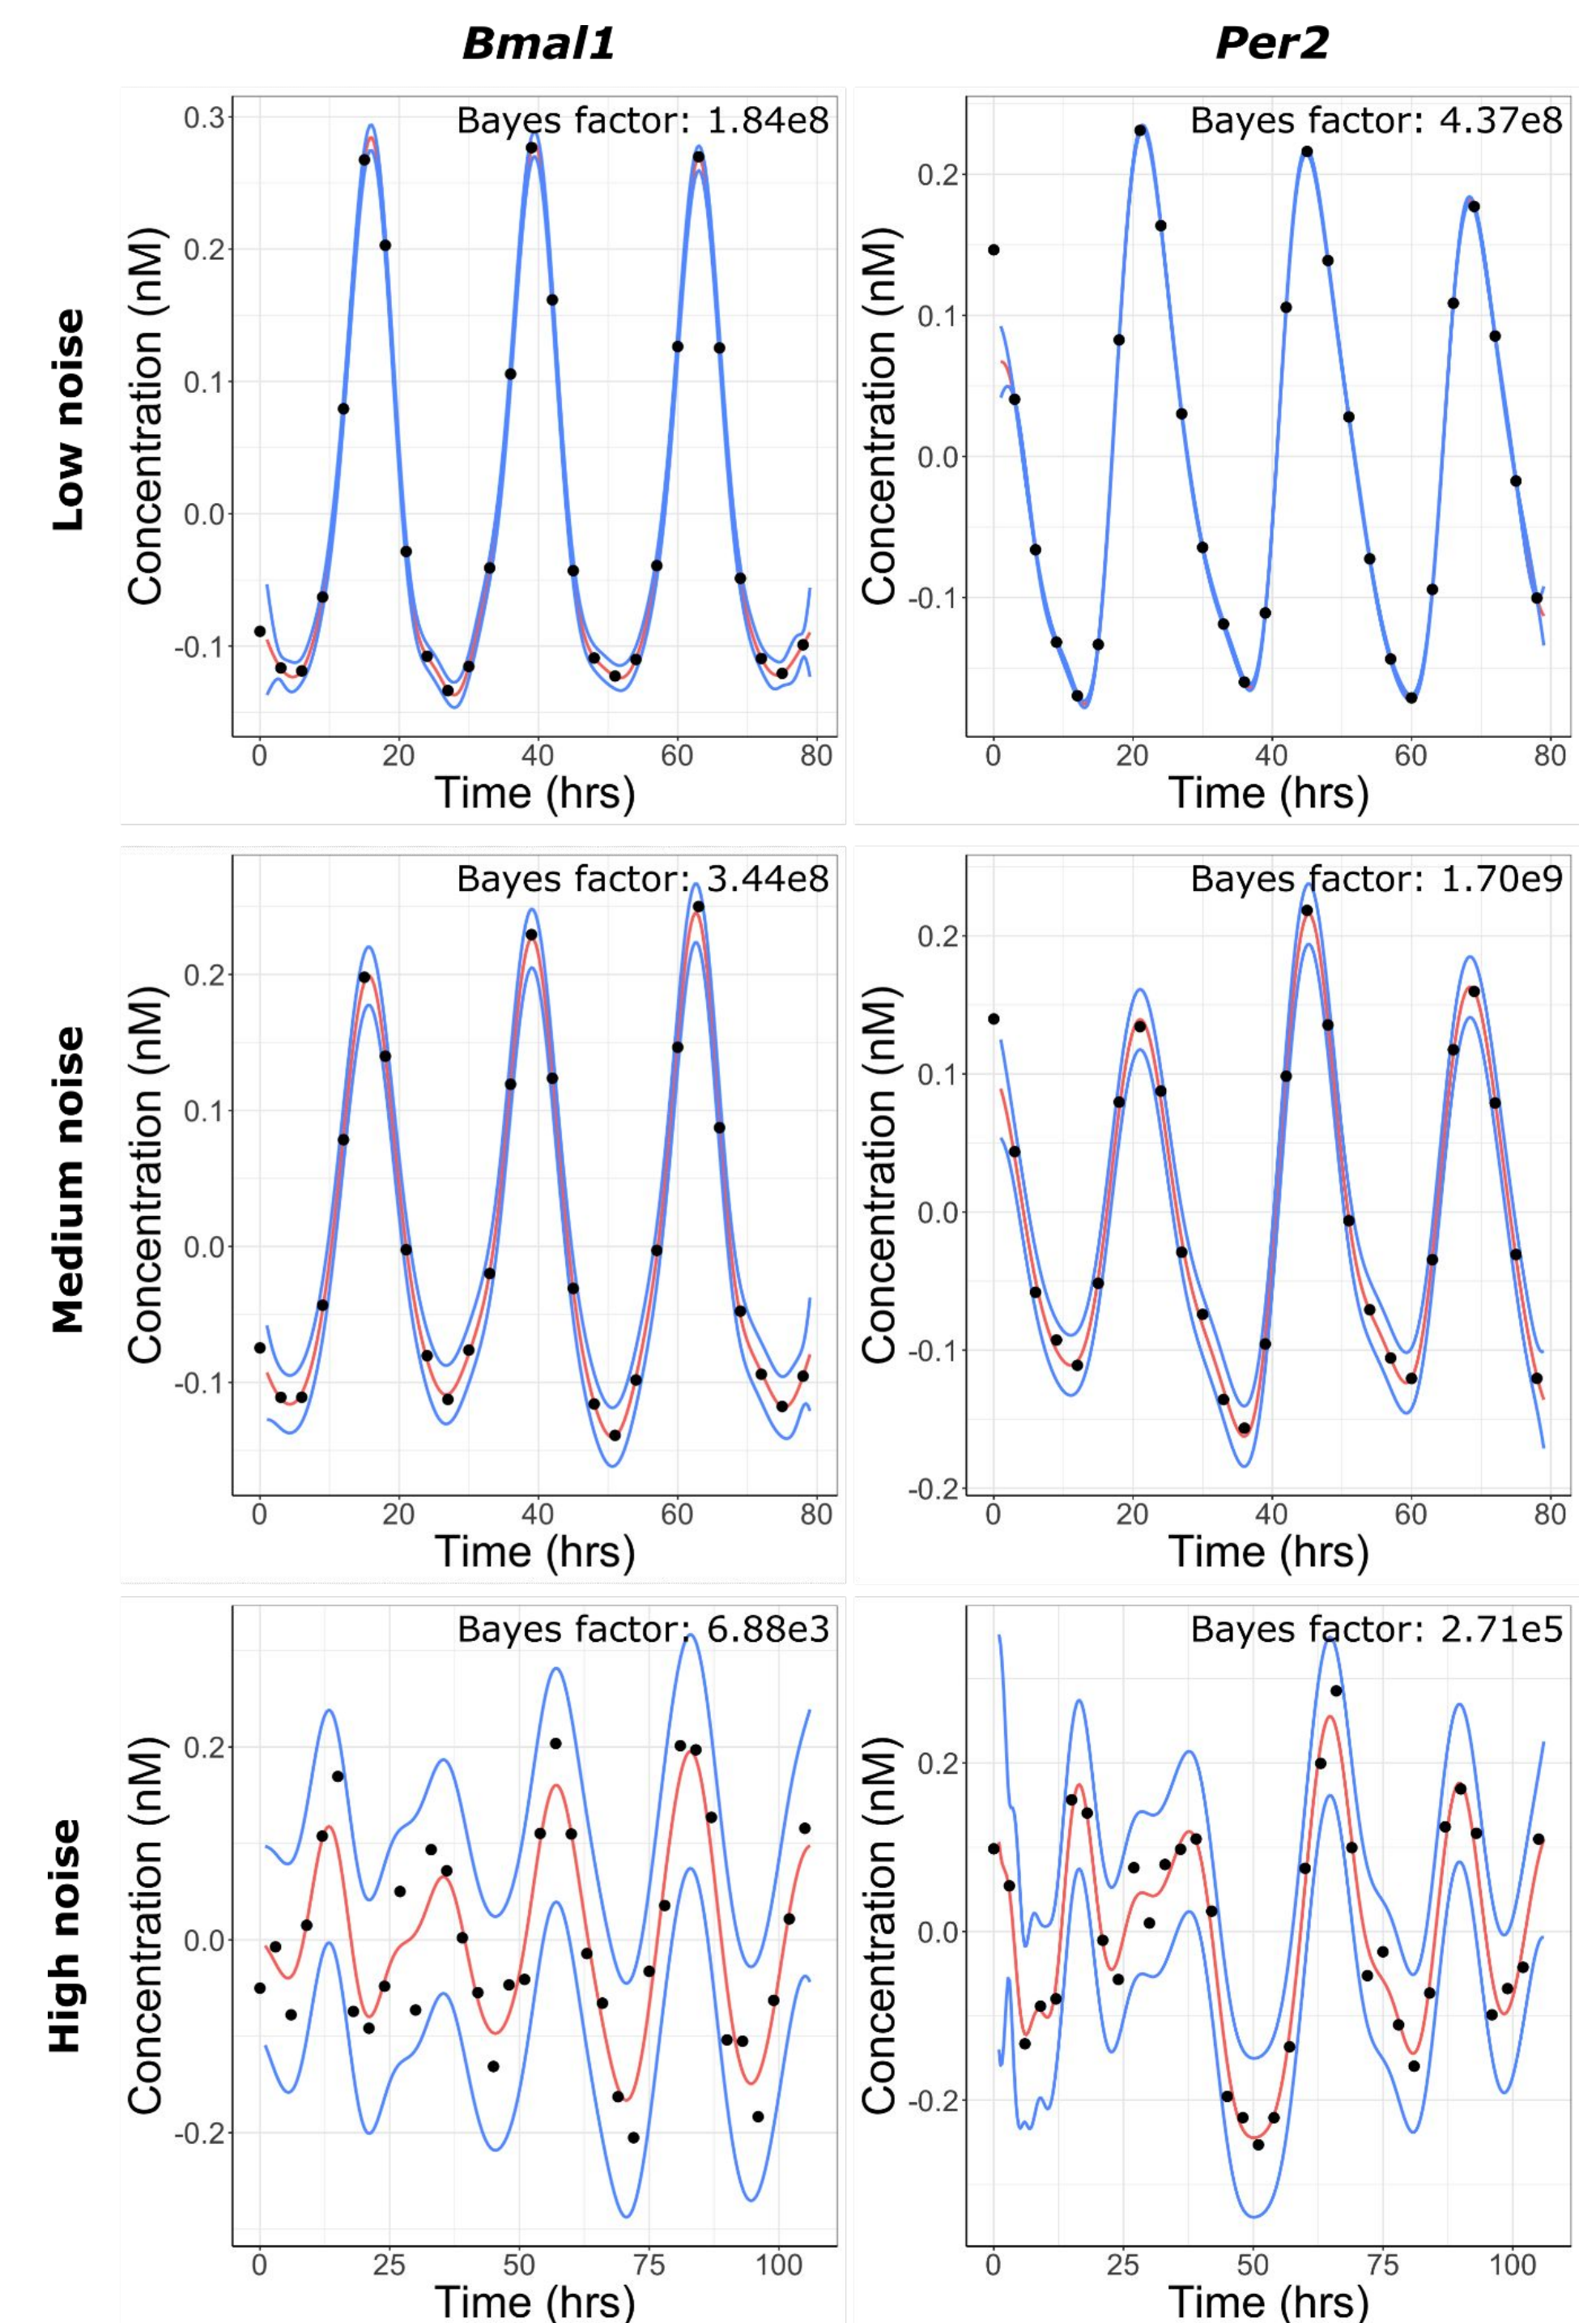 Bmal1
Per2
Low noise
Concentration (nM)
Bayes factor: 1.84e8
0.3
0.2
0.1
0.0
-0.1
0 20 40 60 80
Time (hrs)
Concentration (nM)
Bayes factor: 4.37e8
0.2
0.1
0.0
-0.1
0 20 40 60 80
Time (hrs)
Medium noise
Concentration (nM)
Bayes factor: 3.44e8
0.2
0.1
0.0
-0.1
0 20 40 60 80
Time (hrs)
Concentration (nM)
Bayes factor: 1.70e9
0.2
0.1
0.0
-0.1
-0.2
0 20 40 60 80
Time (hrs)
High noise
Concentration (nM)
Bayes factor: 6.88e3
0.2
0.0
-0.2
0 25 50 75 100
Time (hrs)
Concentration (nM)
Bayes factor: 2.71e5
0.2
0.0
-0.2
0 25 50 75 100
Time (hrs)